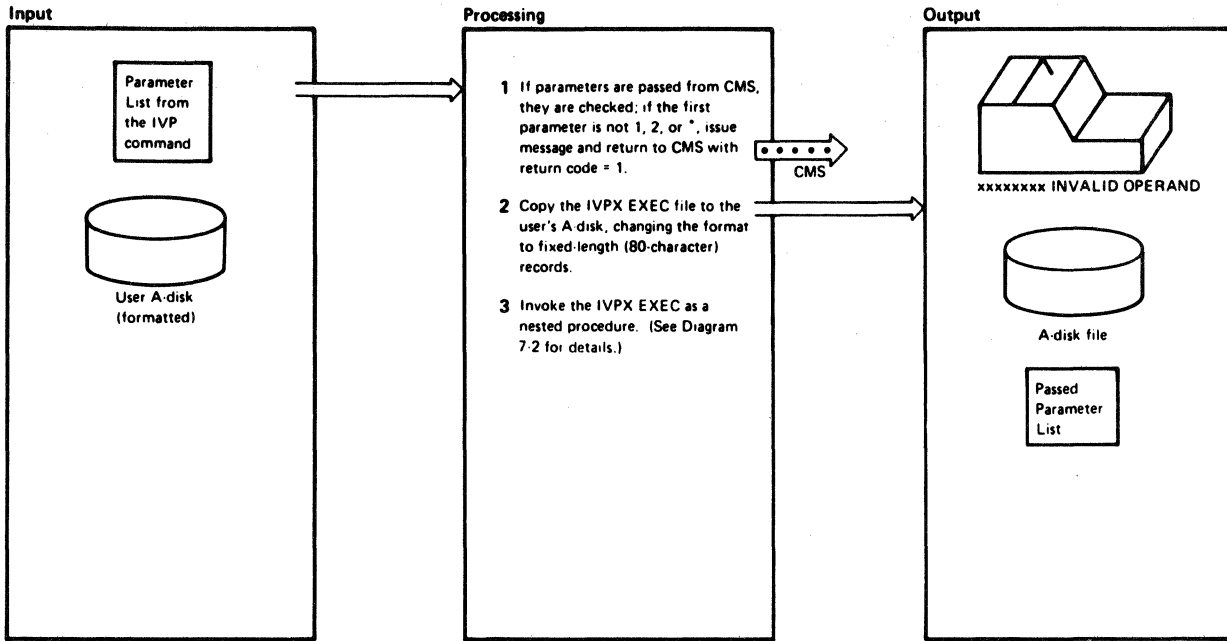 Input
Parameter
List from
the IVP
command
User A-disk
(formatted)
Processing
1 If parameters are passed from CMS,
they are checked; if the first
parameter is not 1, 2, or *, issue
message and return to CMS with
return code = 1.
CMS
2 Copy the IVPX EXEC file to the
user's A-disk, changing the format
to fixed-length (80-character)
records.
3 Invoke the IVPX EXEC as a
nested procedure. (See Diagram
7-2 for details.)
Output
xxxxxxxx INVALID OPERAND
A-disk file
Passed
Parameter
List